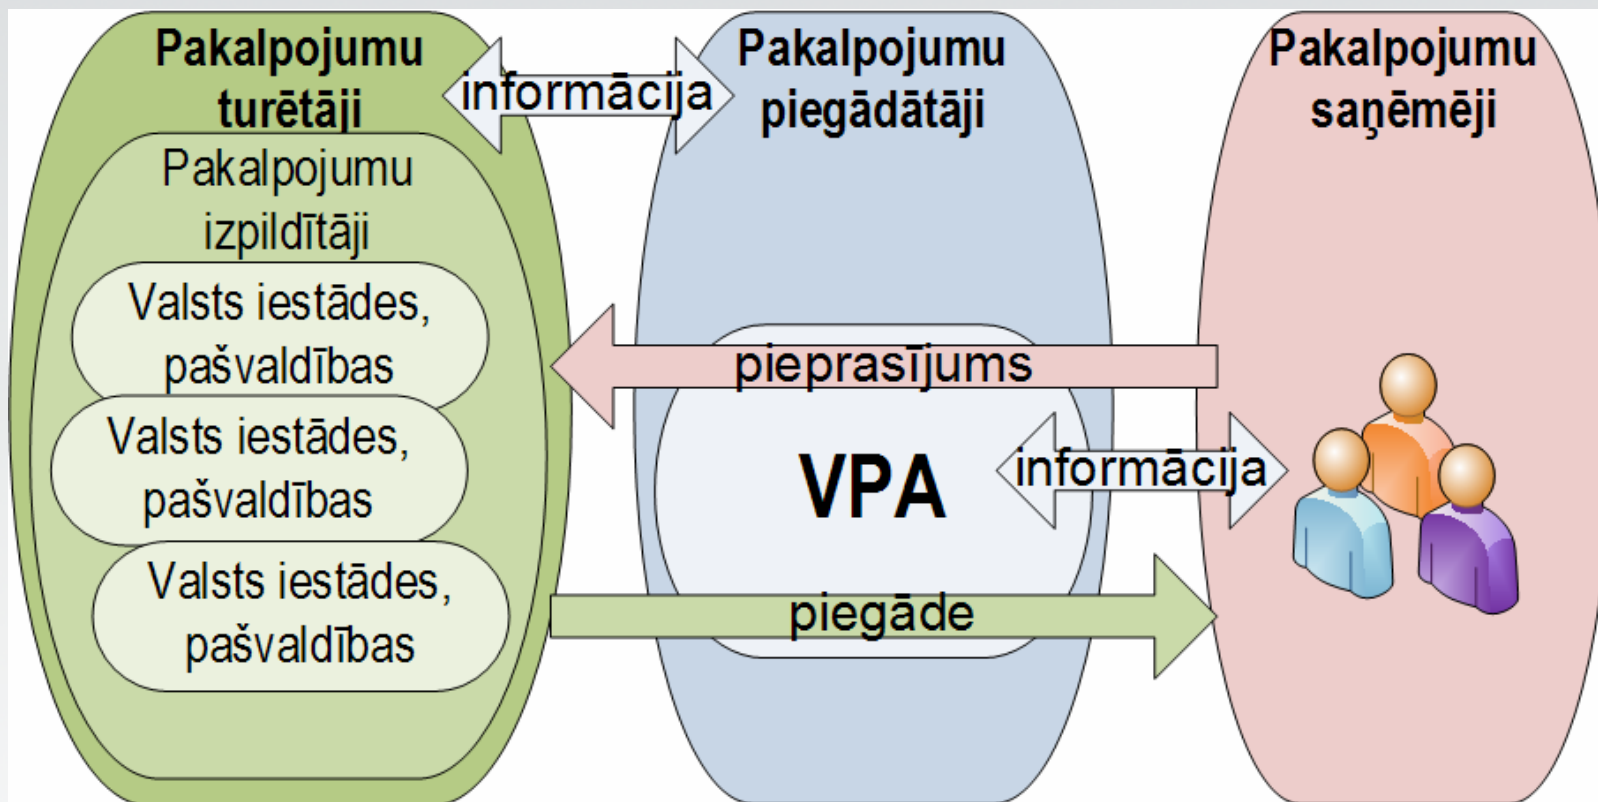 Pakalpojumu
turētāji
informācija
Pakalpojumu
piegādātāji
Pakalpojumu
saņēmēji
Pakalpojumu
izpildītāji
Valsts iestādes,
pašvaldības
Valsts iestādes,
pašvaldības
Valsts iestādes,
pašvaldības
pieprasījums
VPA
informācija
piegāde